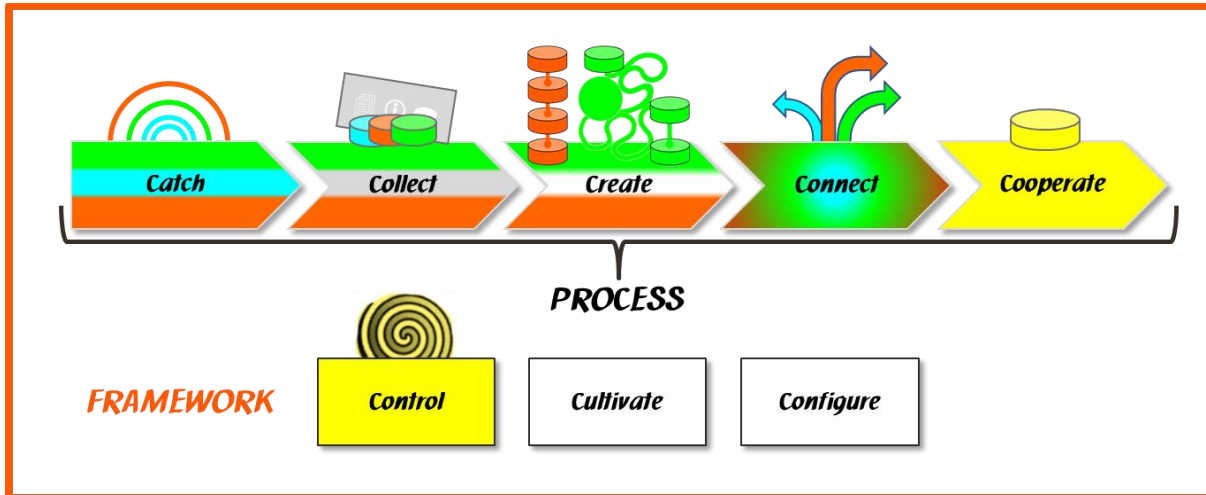 Catch
Collect
Create
Connect
Cooperate
PROCESS
FRAMEWORK
Control
Cultivate
Configure